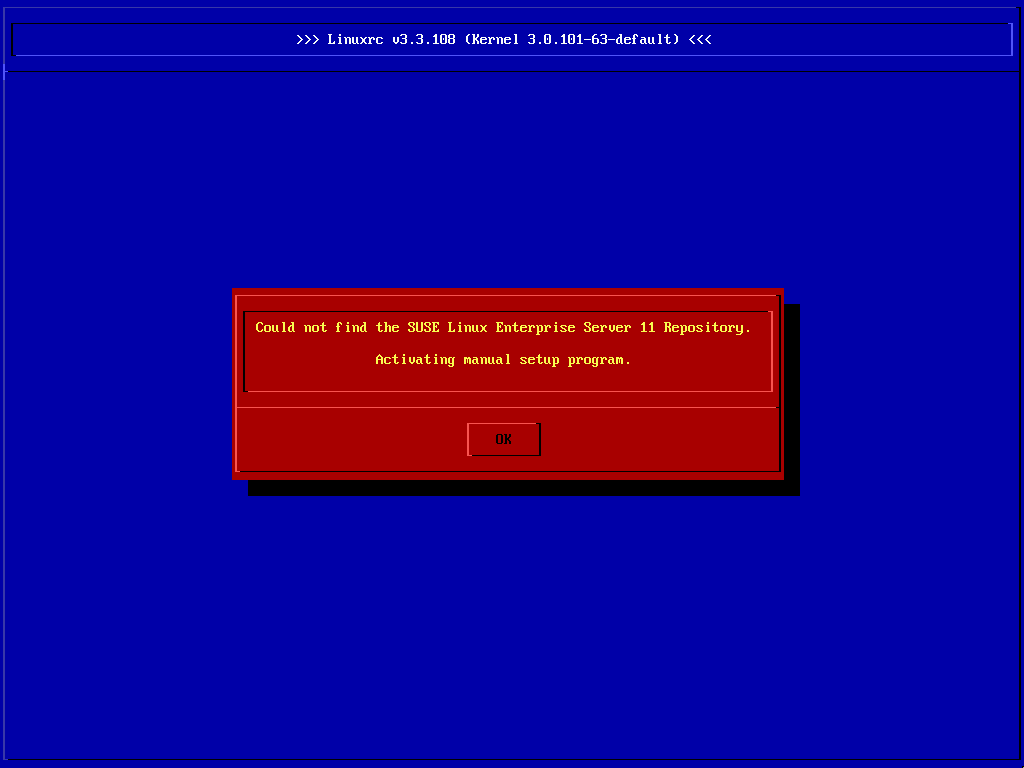 >>> Linuxrc v3.3.108 (Kernel 3.0.101-63-default) <<<
Could not find the SUSE Linux Enterprise Server 11 Repository.
Activating manual setup program.
OK